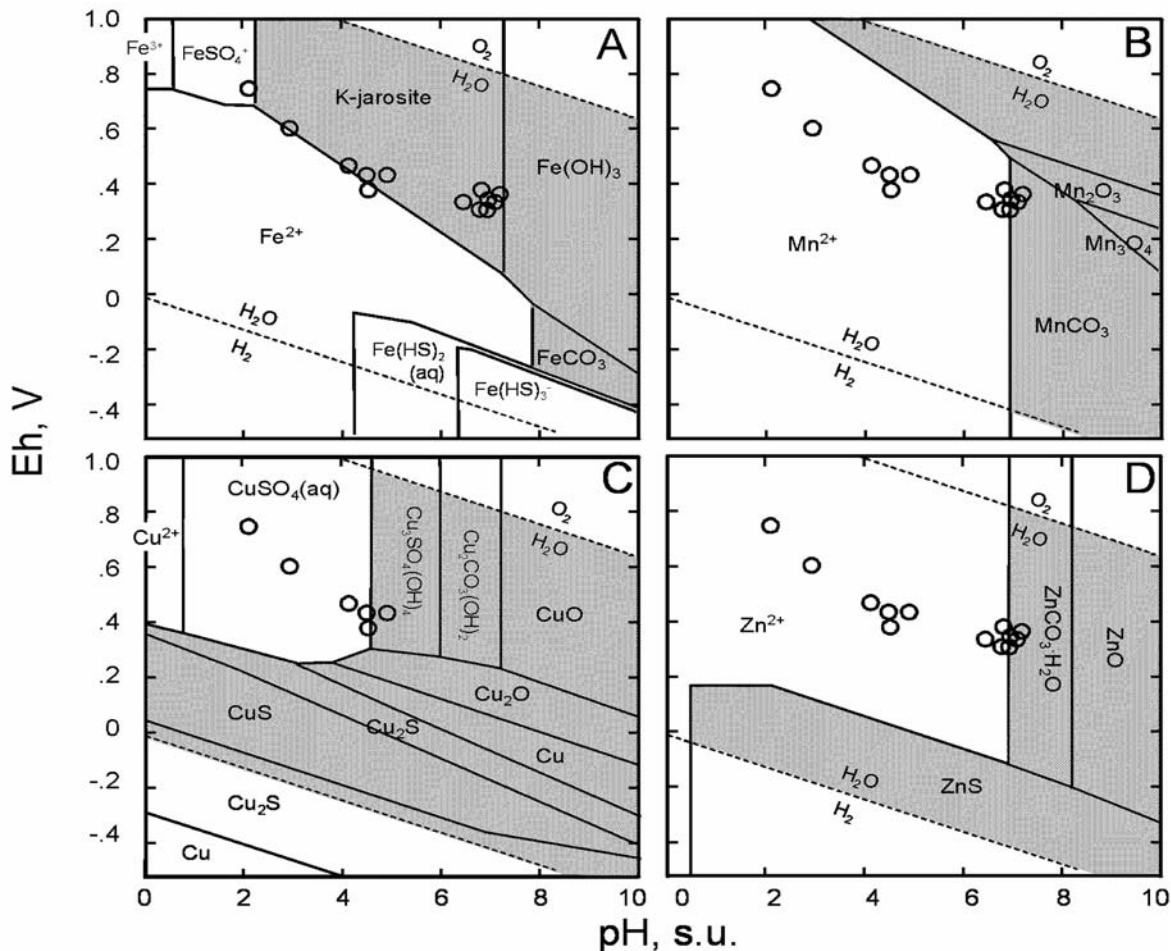 A
1.0
.8
.6
.4
.2
0
-.2
-.4
Fe³⁺
FeSO₄⁺
O₂
H₂O
K-jarosite
Fe(OH)₃
Fe²⁺
H₂O
H₂
Fe(HS)₂
(aq)
Fe(HS)₃⁻
FeCO₃
B
O₂
H₂O
Mn₂O₃
Mn₃O₄
Mn²⁺
MnCO₃
H₂O
H₂
Eh, V
C
1.0
.8
.6
.4
.2
0
-.2
-.4
CuSO₄(aq)
Cu²⁺
O₂
H₂O
Cu₃SO₄(OH)₄
Cu₂CO₃(OH)₂
CuO
Cu₂O
CuS
Cu₂S
Cu
Cu₂S
Cu
0
2
4
6
8
10
D
O₂
H₂O
Zn²⁺
ZnCO₃·H₂O
ZnO
H₂O
H₂
ZnS
0
2
4
6
8
10
pH, s.u.